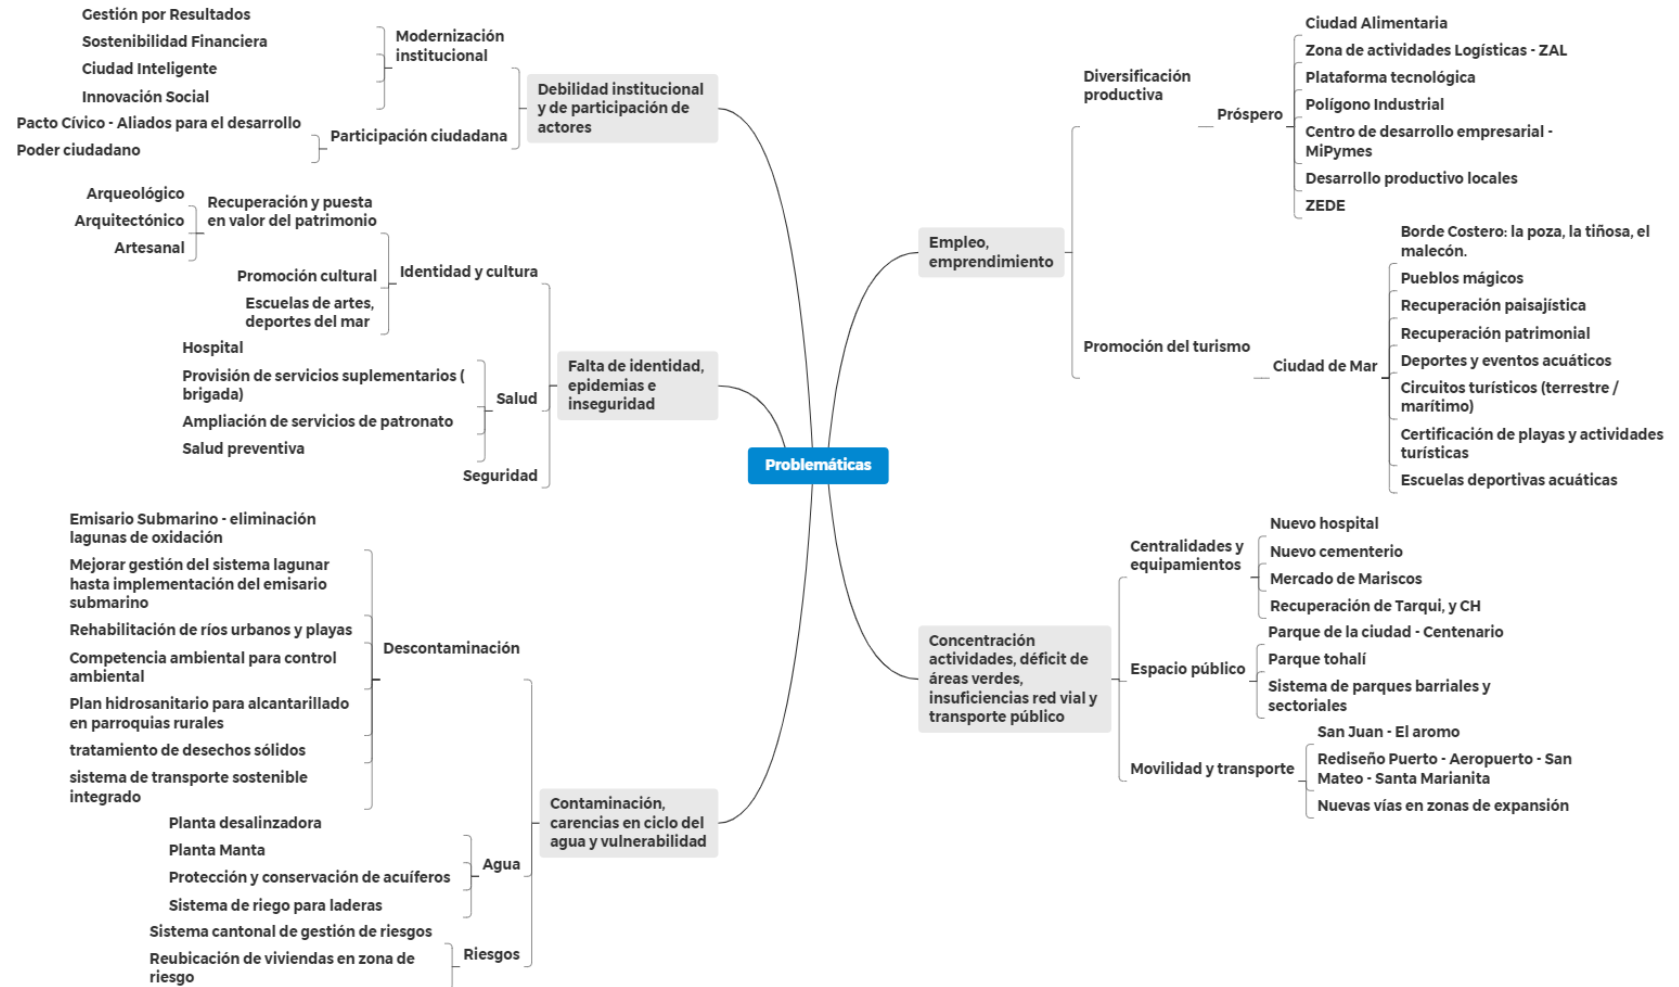 Gestión por Resultados
Sostenibilidad Financiera
Ciudad Inteligente
Innovación Social
Modernización
institucional
Pacto Cívico - Aliados para el desarrollo
Poder ciudadano
Participación ciudadana
Debilidad institucional
y de participación de
actores
Arqueológico
Arquitectónico
Artesanal
Recuperación y puesta
en valor del patrimonio
Promoción cultural
Escuelas de artes,
deportes del mar
Identidad y cultura
Hospital
Provisión de servicios suplementarios (
brigada)
Ampliación de servicios de patronato
Salud preventiva
Salud
Seguridad
Falta de identidad,
epidemias e
inseguridad
Problemáticas
Emisario Submarino - eliminación
lagunas de oxidación
Mejorar gestión del sistema lagunar
hasta implementación del emisario
submarino
Rehabilitación de ríos urbanos y playas
Competencia ambiental para control
ambiental
Plan hidrosanitario para alcantarillado
en parroquias rurales
tratamiento de desechos sólidos
sistema de transporte sostenible
integrado
Descontaminación
Planta desalinzadora
Planta Manta
Protección y conservación de acuíferos
Sistema de riego para laderas
Agua
Sistema cantonal de gestión de riesgos
Reubicación de viviendas en zona de
riesgo
Riesgos
Contaminación,
carencias en ciclo del
agua y vulnerabilidad
Empleo,
emprendimiento
Diversificación
productiva
Próspero
Ciudad Alimentaria
Zona de actividades Logísticas - ZAL
Plataforma tecnológica
Polígono Industrial
Centro de desarrollo empresarial -
MiPymes
Desarrollo productivo locales
ZEDE
Promoción del turismo
Ciudad de Mar
Borde Costero: la poza, la tiñosa, el
malecón.
Pueblos mágicos
Recuperación paisajística
Recuperación patrimonial
Deportes y eventos acuáticos
Circuitos turísticos (terrestre /
marítimo)
Certificación de playas y actividades
turísticas
Escuelas deportivas acuáticas
Concentración
actividades, déficit de
áreas verdes,
insuficiencias red vial y
transporte público
Centralidades y
equipamientos
Nuevo hospital
Nuevo cementerio
Mercado de Mariscos
Recuperación de Tarqui, y CH
Espacio público
Parque de la ciudad - Centenario
Parque tohalí
Sistema de parques barriales y
sectoriales
Movilidad y transporte
San Juan - El aromo
Rediseño Puerto - Aeropuerto - San
Mateo - Santa Marianita
Nuevas vías en zonas de expansión